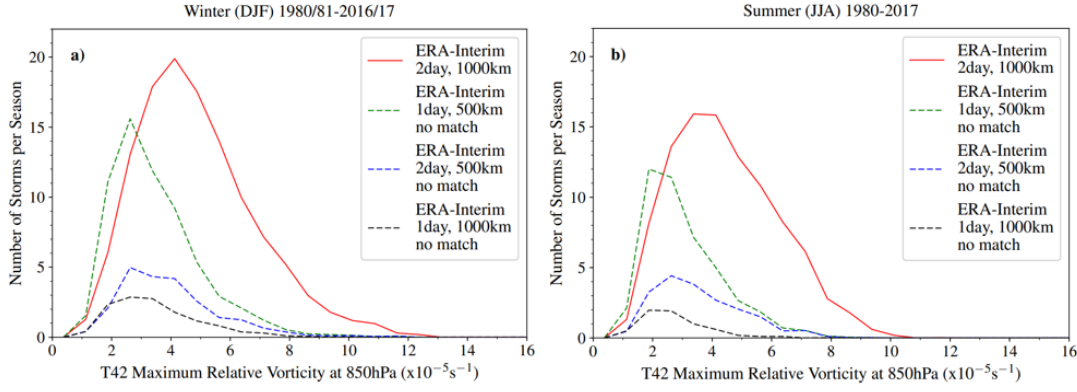 Winter (DJF) 1980/81-2016/17
a)
20
15
10
5
0
Number of Storms per Season
ERA-Interim
2day, 1000km
ERA-Interim
1day, 500km
no match
ERA-Interim
2day, 500km
no match
ERA-Interim
1day, 1000km
no match
0 2 4 6 8 10 12 14 16
T42 Maximum Relative Vorticity at 850hPa (x10⁻⁵s⁻¹)
Summer (JJA) 1980-2017
b)
20
15
10
5
0
Number of Storms per Season
ERA-Interim
2day, 1000km
ERA-Interim
1day, 500km
no match
ERA-Interim
2day, 500km
no match
ERA-Interim
1day, 1000km
no match
0 2 4 6 8 10 12 14 16
T42 Maximum Relative Vorticity at 850hPa (x10⁻⁵s⁻¹)